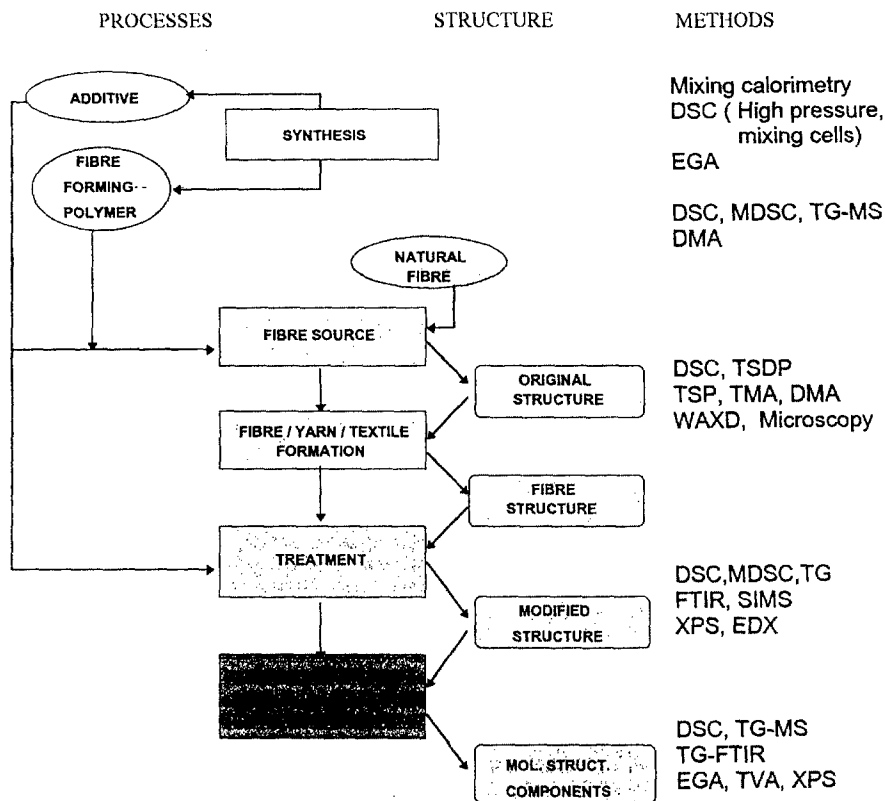 PROCESSES STRUCTURE METHODS
ADDITIVE
SYNTHESIS
FIBRE
FORMING--
POLYMER
NATURAL
FIBRE
FIBRE SOURCE
ORIGINAL
STRUCTURE
FIBRE / YARN / TEXTILE
FORMATION
FIBRE
STRUCTURE
TREATMENT
MODIFIED
STRUCTURE
MOL. STRUCT.
COMPONENTS
Mixing calorimetry
DSC ( High pressure,
mixing cells)
EGA
DSC, MDSC, TG-MS
DMA
DSC, TSDP
TSP, TMA, DMA
WAXD, Microscopy
DSC,MDSC,TG
FTIR, SIMS
XPS, EDX
DSC, TG-MS
TG-FTIR
EGA, TVA, XPS